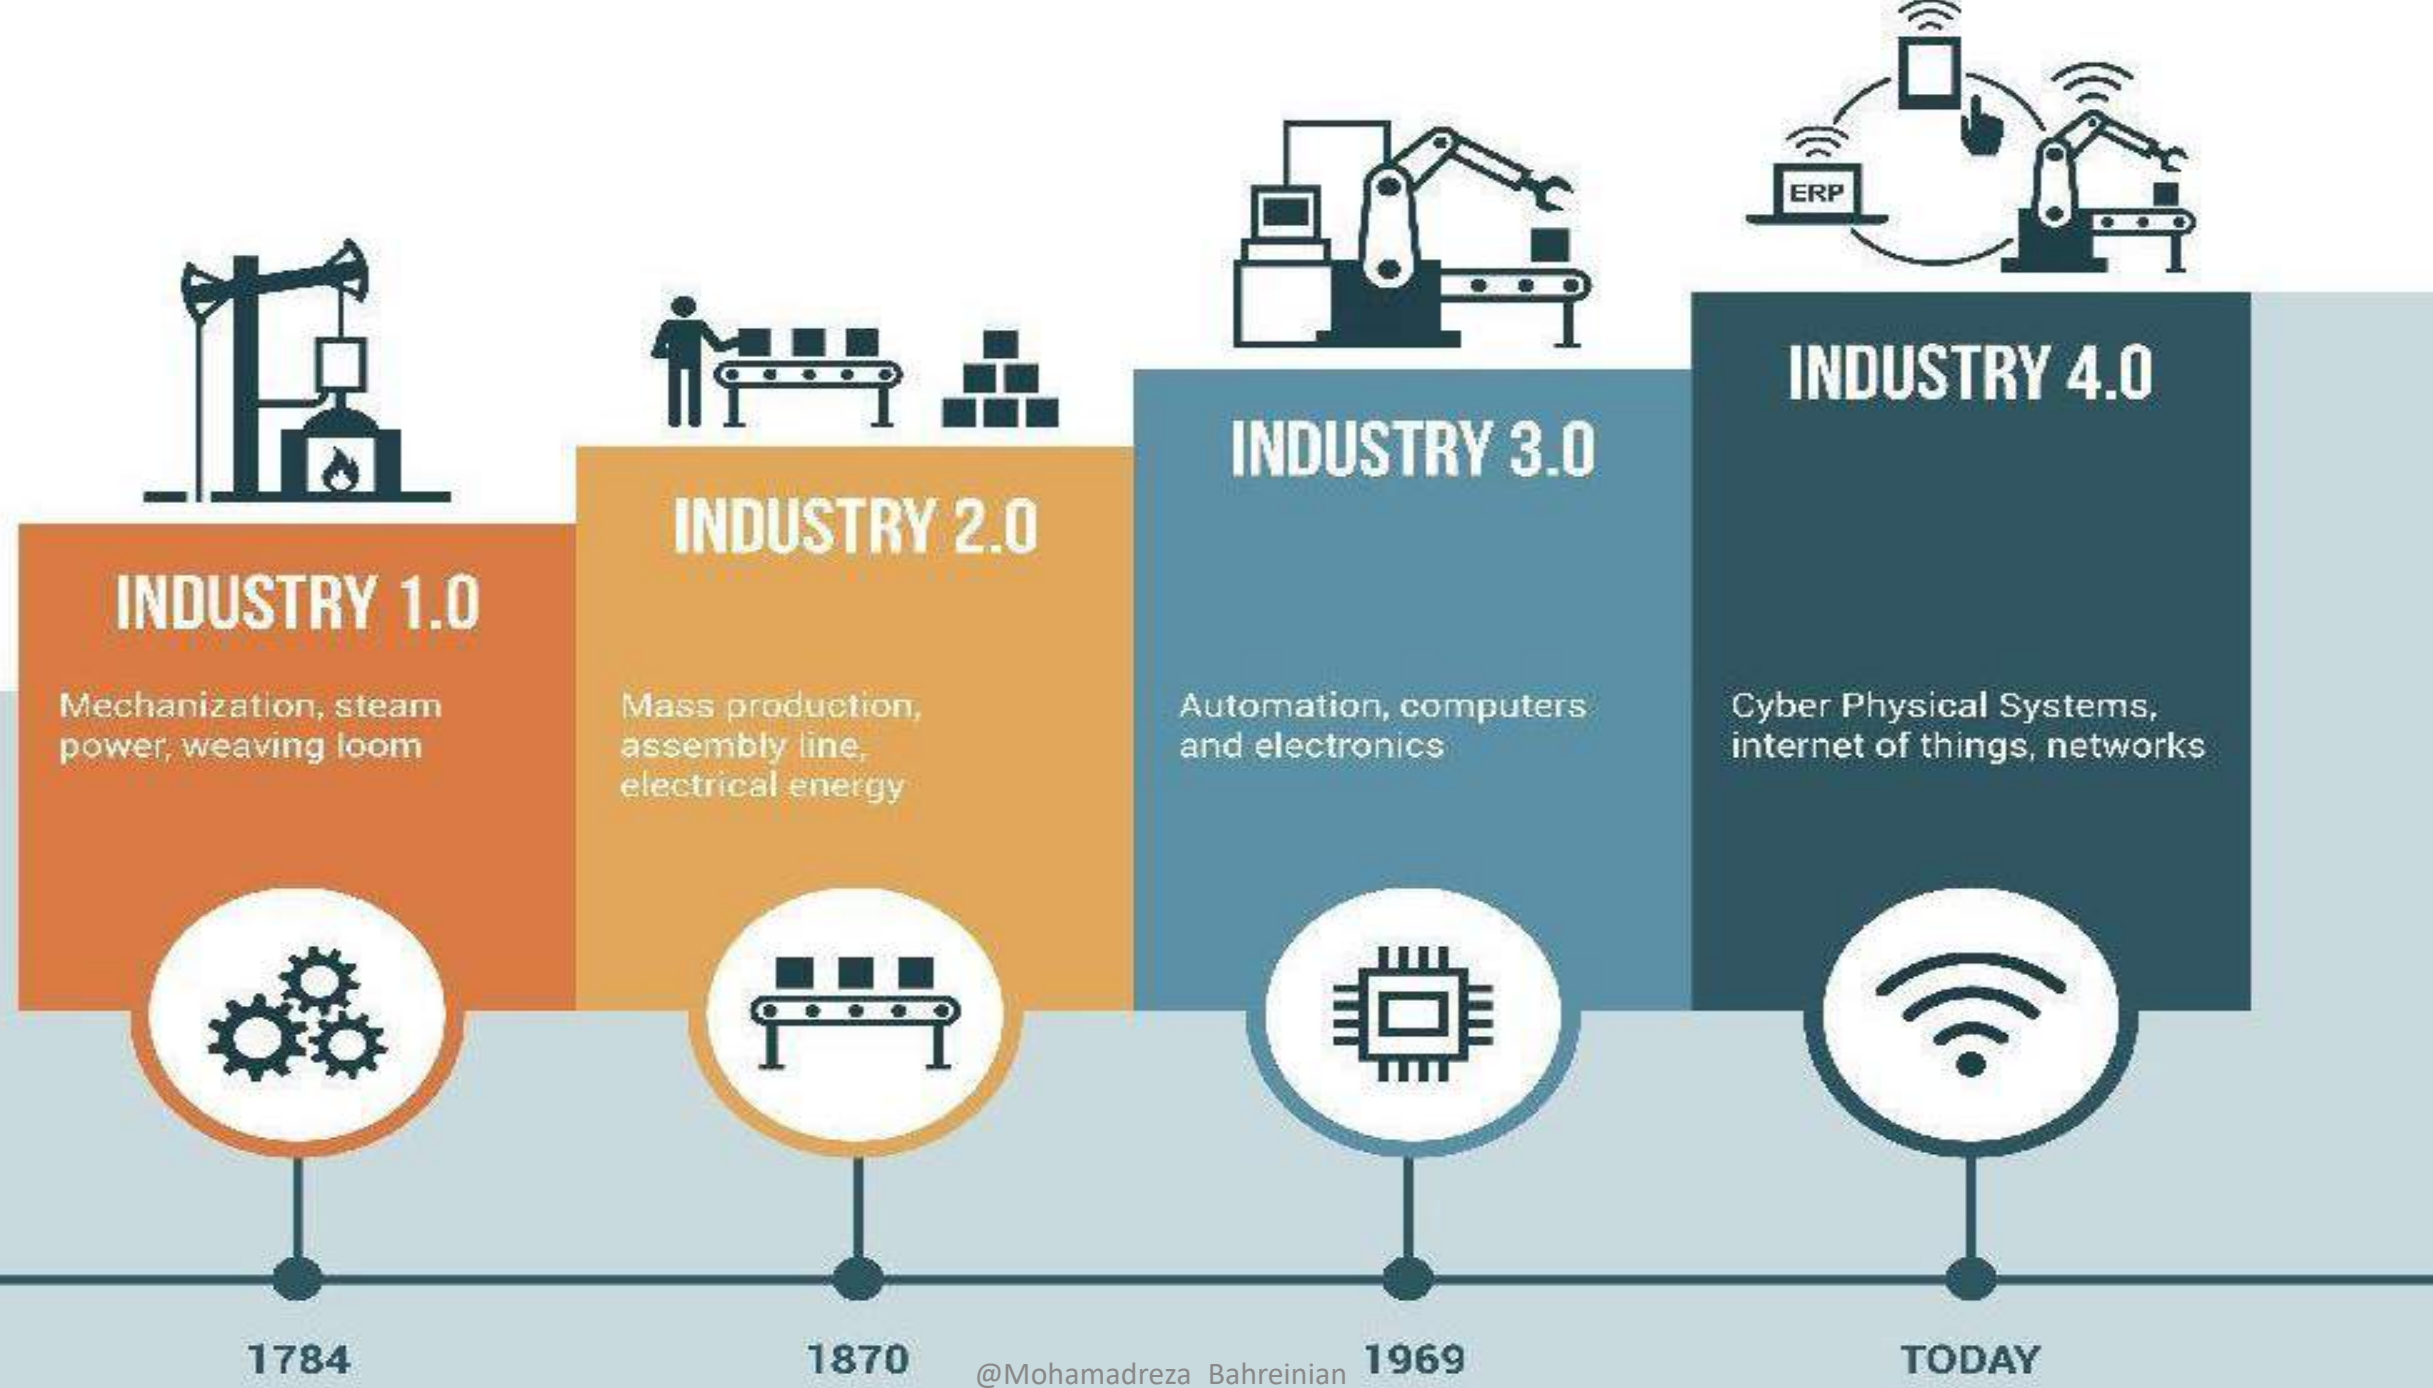 ERP
INDUSTRY 1.0
Mechanization, steam
power, weaving loom
1784
INDUSTRY 2.0
Mass production,
assembly line,
electrical energy
1870
INDUSTRY 3.0
Automation, computers
and electronics
1969
INDUSTRY 4.0
Cyber Physical Systems,
internet of things, networks
TODAY
@Mohamadreza Bahreinian